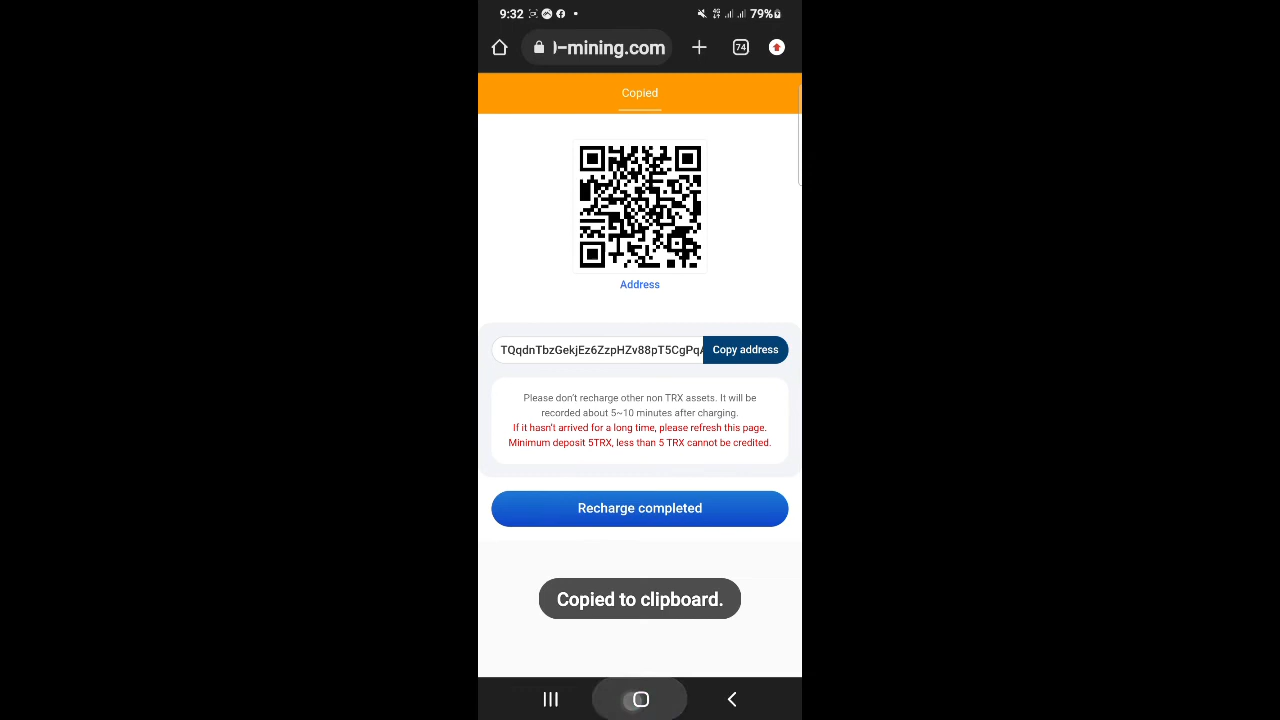 9:32
4G
79%
-mining.com
74
Copied
Address
TQqdnTbzGekjEz6ZzpHZv88pT5CgPqA
Copy address
Please don't recharge other non TRX assets. It will be
recorded about 5~10 minutes after charging.
If it hasn't arrived for a long time, please refresh this page.
Minimum deposit 5TRX, less than 5 TRX cannot be credited.
Recharge completed
Copied to clipboard.